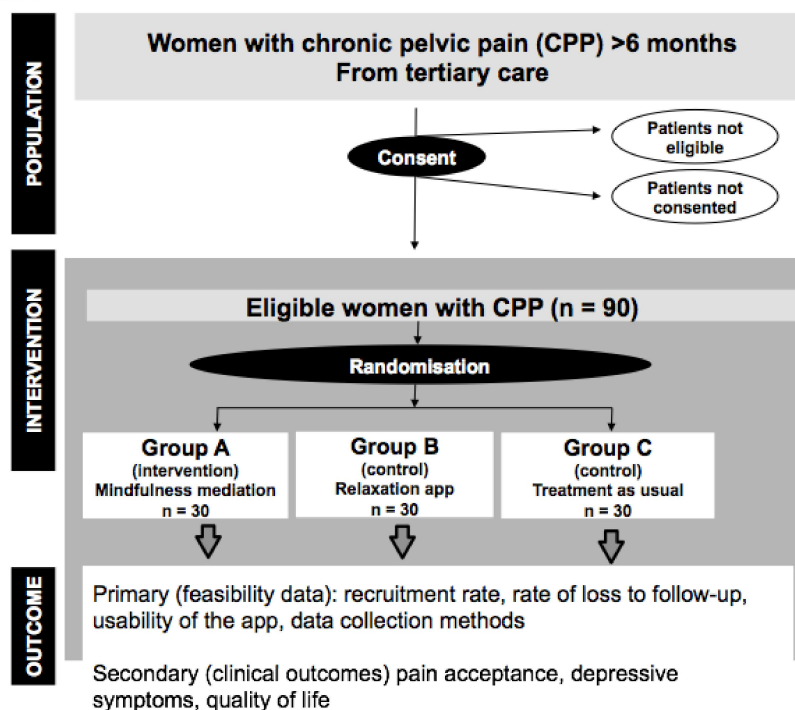 POPULATION
Women with chronic pelvic pain (CPP) >6 months
From tertiary care
Consent
Patients not
eligible
Patients not
consented
INTERVENTION
Eligible women with CPP (n = 90)
Randomisation
Group A
(intervention)
Mindfulness mediation
n = 30
Group B
(control)
Relaxation app
n = 30
Group C
(control)
Treatment as usual
n = 30
OUTCOME
Primary (feasibility data): recruitment rate, rate of loss to follow-up,
usability of the app, data collection methods
Secondary (clinical outcomes) pain acceptance, depressive
symptoms, quality of life